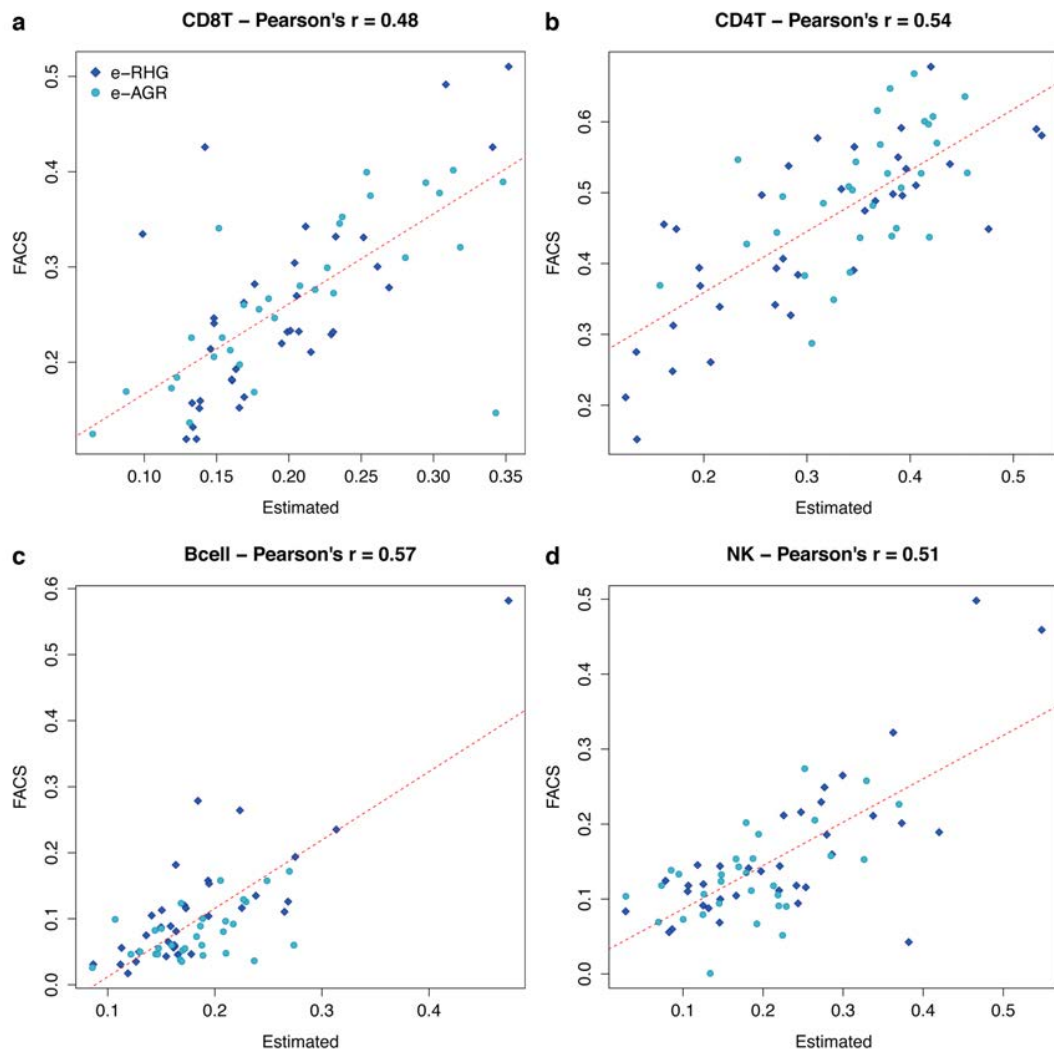 a CD8T – Pearson's r = 0.48
e−RHG
e−AGR
0.5
0.4
0.3
0.2
FACS
0.10 0.15 0.20 0.25 0.30 0.35
Estimated
b CD4T – Pearson's r = 0.54
0.6
0.5
0.4
0.3
0.2
FACS
0.2 0.3 0.4 0.5
Estimated
c Bcell – Pearson's r = 0.57
0.6
0.5
0.4
0.3
0.2
0.1
0.0
FACS
0.1 0.2 0.3 0.4
Estimated
d NK – Pearson's r = 0.51
0.5
0.4
0.3
0.2
0.1
0.0
FACS
0.1 0.2 0.3 0.4 0.5
Estimated